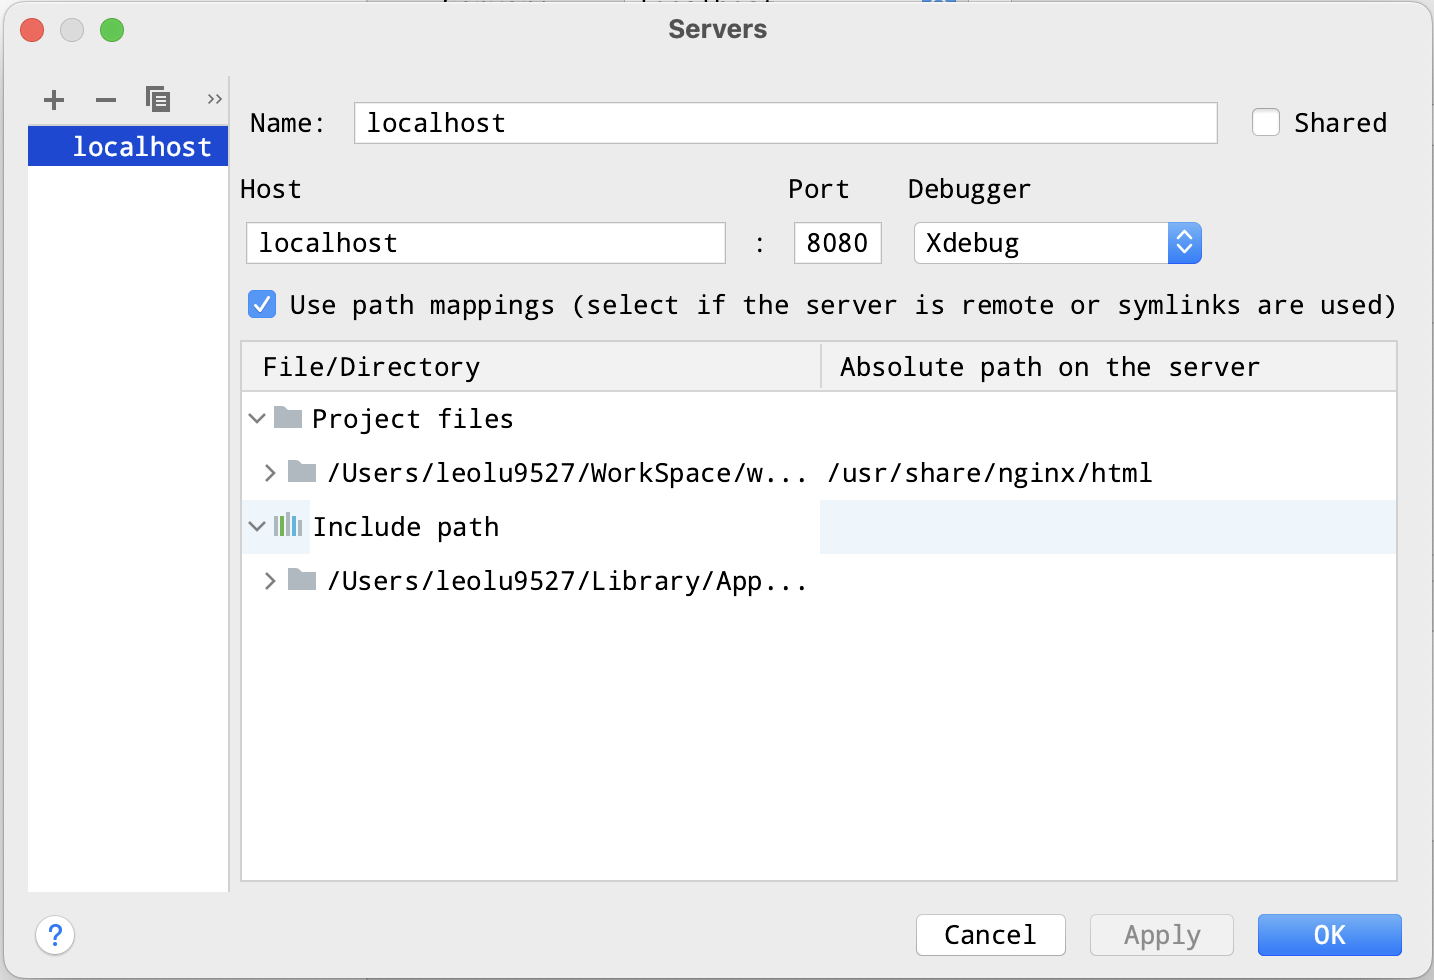 Servers
localhost
Name: localhost Shared
Host Port Debugger
localhost : 8080 Xdebug
Use path mappings (select if the server is remote or symlinks are used)
File/Directory Absolute path on the server
Project files
/Users/leolu9527/WorkSpace/w... /usr/share/nginx/html
Include path
/Users/leolu9527/Library/App...
? Cancel Apply OK